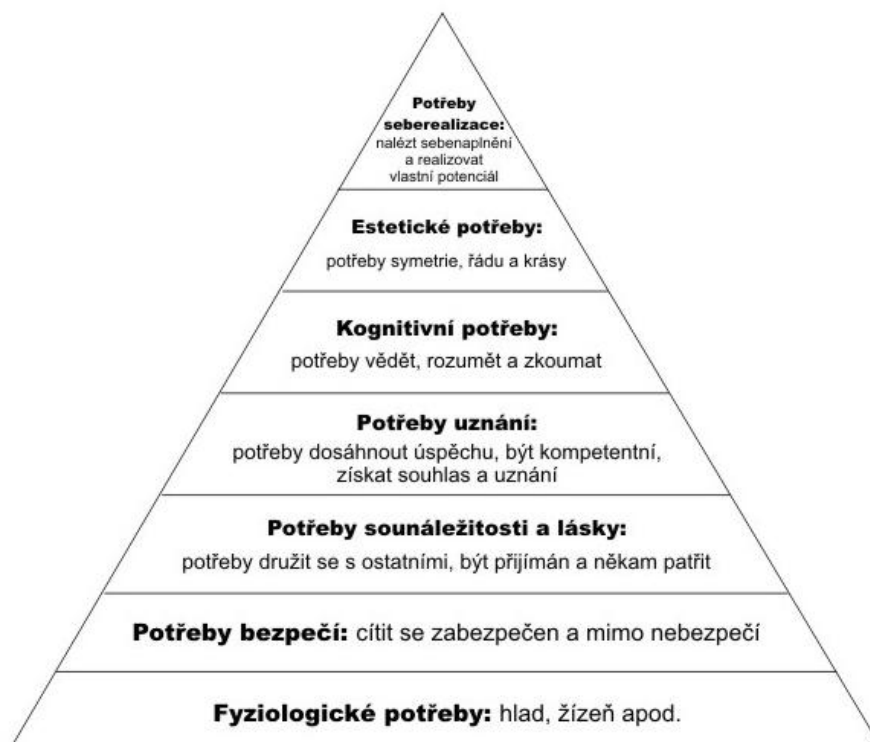 Potřeby
seberealizace:
nalézt sebenaplnění
a realizovat
vlastní potenciál
Estetické potřeby:
potřeby symetrie, řádu a krásy
Kognitivní potřeby:
potřeby vědět, rozumět a zkoumat
Potřeby uznání:
potřeby dosáhnout úspěchu, být kompetentní,
získat souhlas a uznání
Potřeby sounáležitosti a lásky:
potřeby družit se s ostatními, být přijímán a někam patřit
Potřeby bezpečí: cítit se zabezpečen a mimo nebezpečí
Fyziologické potřeby: hlad, žízeň apod.